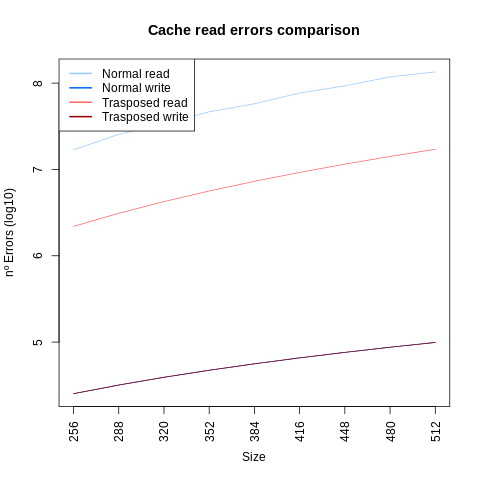 Cache read errors comparison
Normal read
Normal write
Trasposed read
Trasposed write
8
7
6
5
nº Errors (log10)
256
288
320
352
384
416
448
480
512
Size